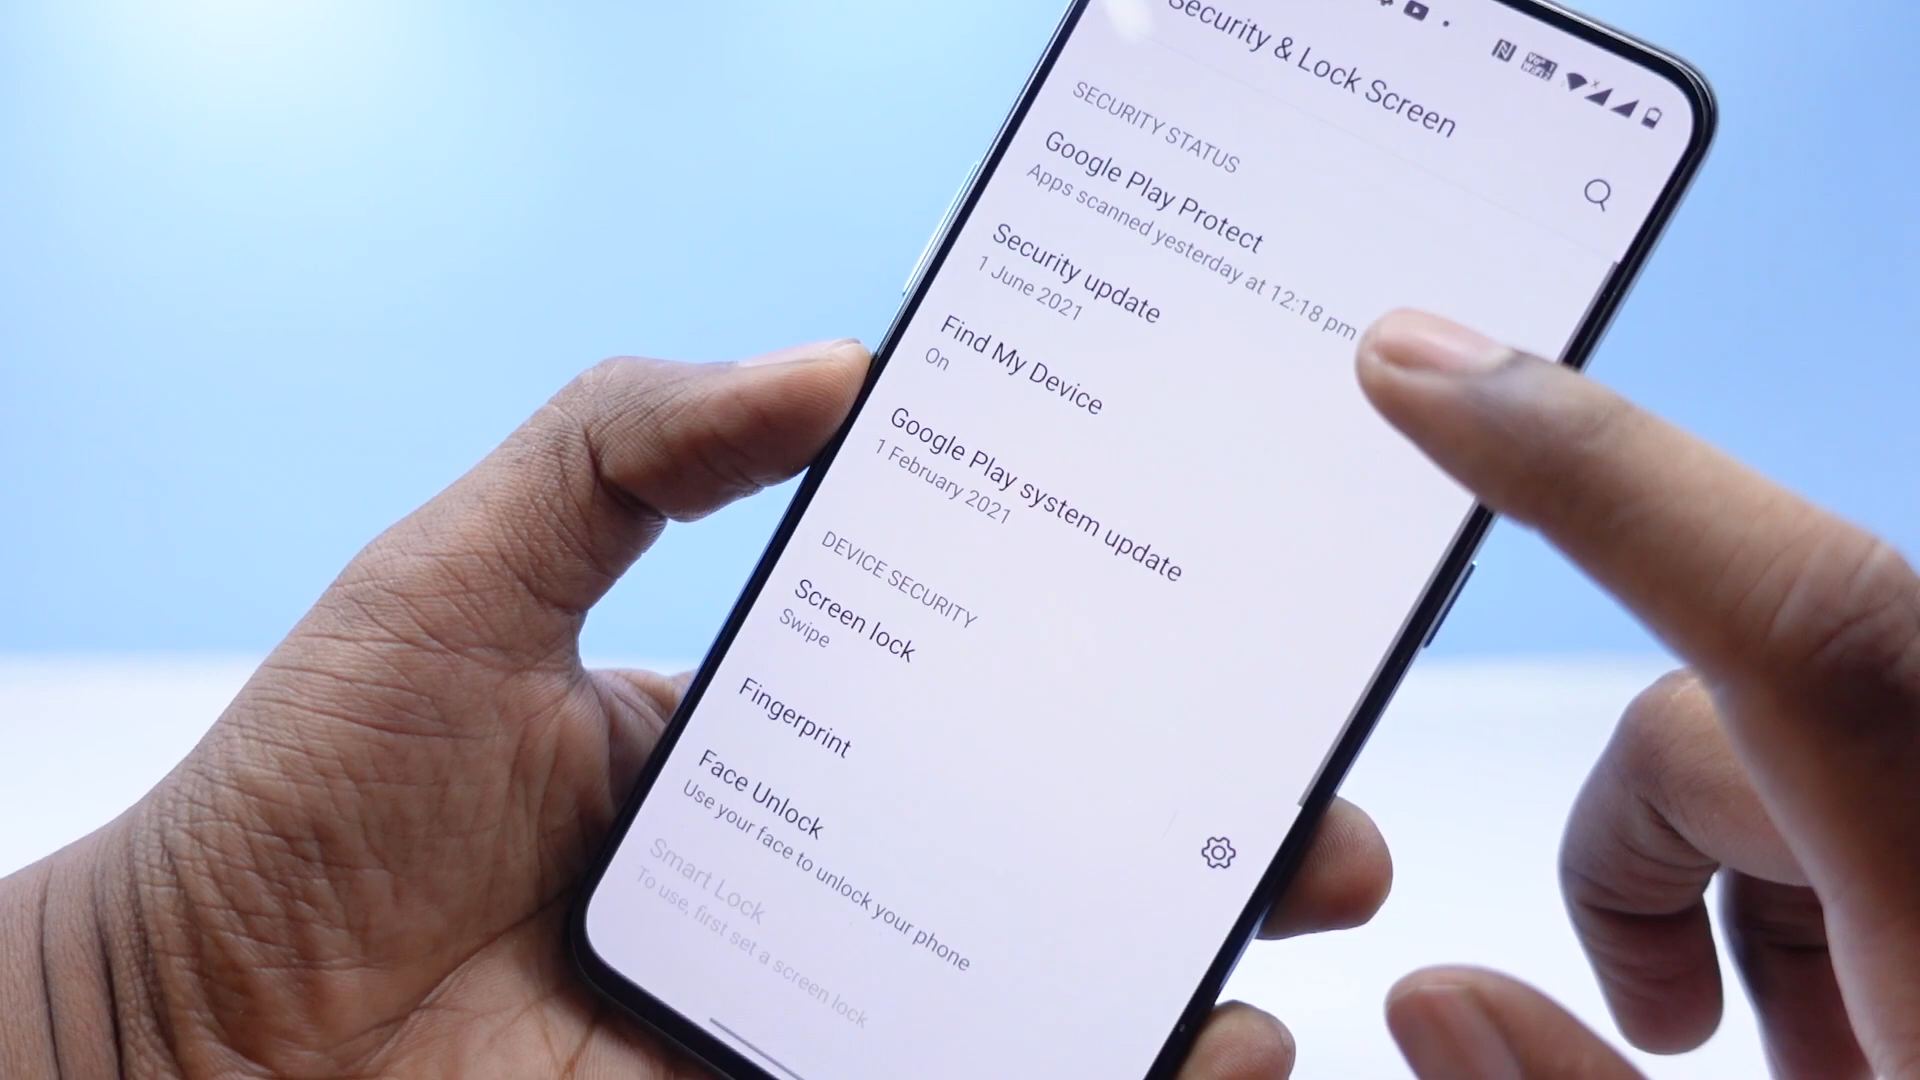 Security & Lock Screen
SECURITY STATUS
Google Play Protect
Apps scanned yesterday at 12:18 pm
Security update
1 June 2021
Find My Device
On
Google Play system update
1 February 2021
DEVICE SECURITY
Screen lock
Swipe
Fingerprint
Face Unlock
Use your face to unlock your phone
Smart Lock
To use, first set a screen lock